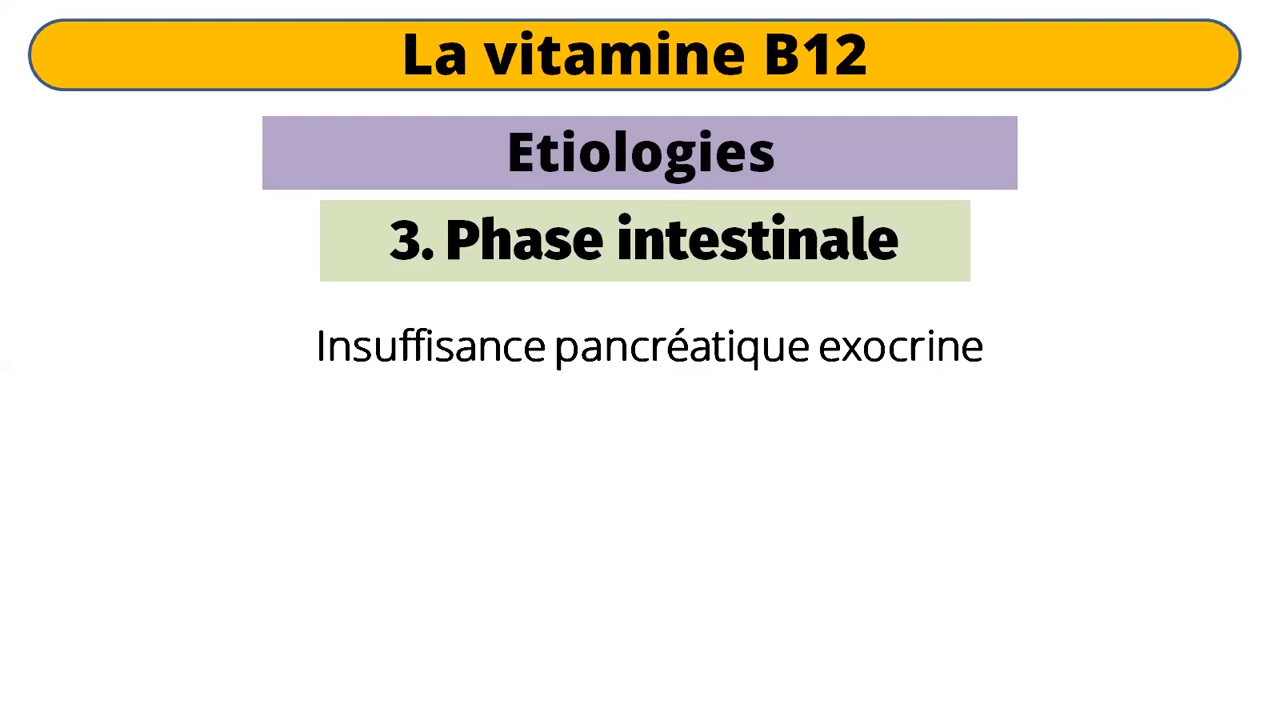 La vitamine B12
Etiologies
3. Phase intestinale
Insuffisance pancréatique exocrine